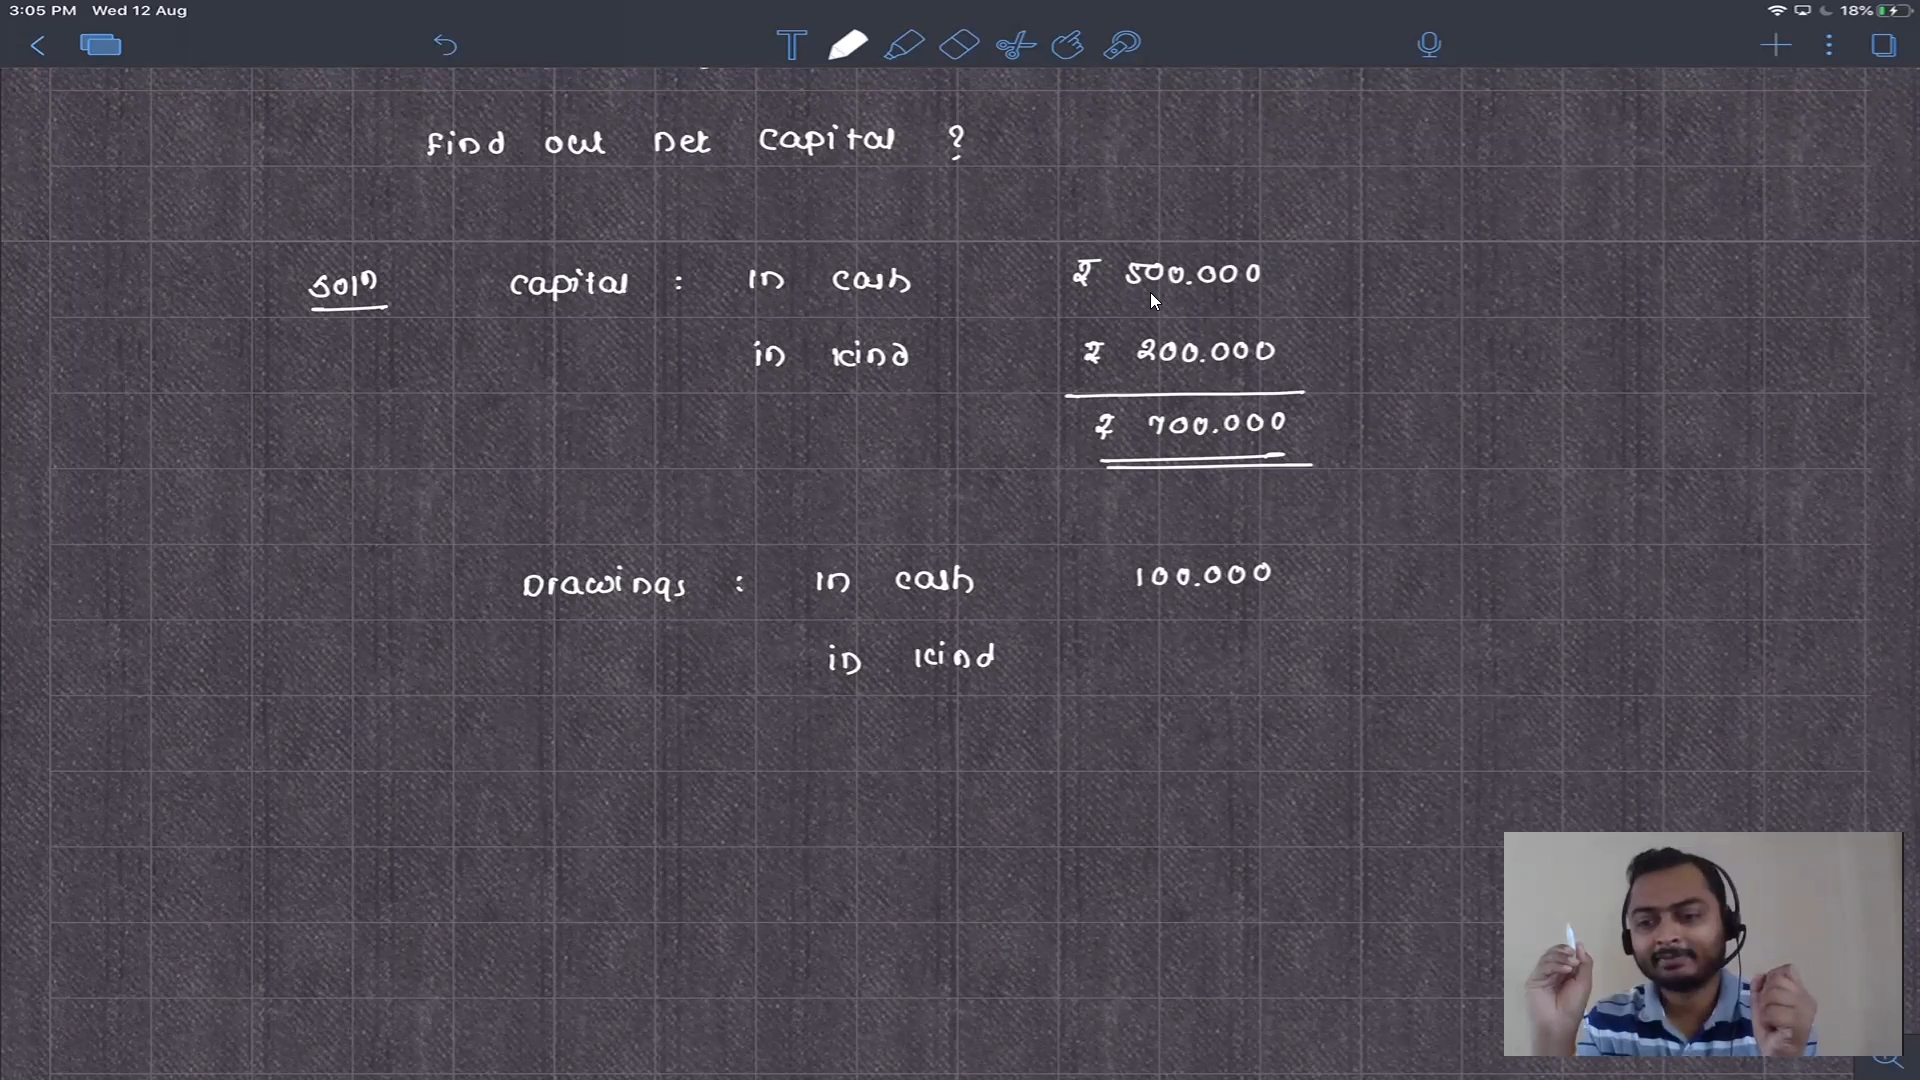 3:05 PM Wed 12 Aug 18%
Find out net capital ?
Soln capital : in cash ₹ 500.000
in kind ₹ 200.000
₹ 700.000
Drawings : in cash 100.000
in kind